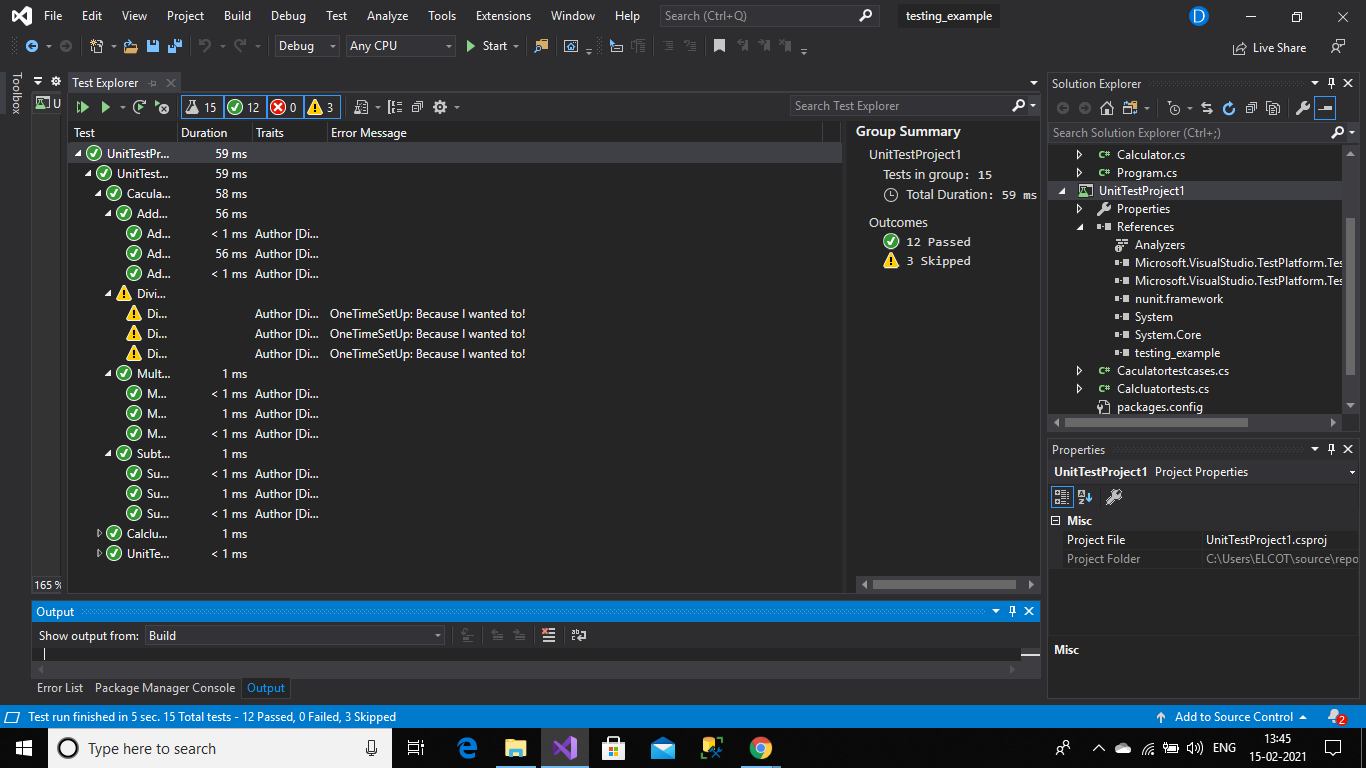 File Edit View Project Build Debug Test Analyze Tools Extensions Window Help Search (Ctrl+Q) testing_example D
Debug Any CPU Start Live Share
Toolbox
U
165 %
Test Explorer
15 12 0 3 Search Test Explorer
Test Duration Traits Error Message
UnitTestPr... 59 ms
UnitTest... 59 ms
Cacula... 58 ms
Add... 56 ms
Ad... < 1 ms Author [Di...
Ad... 56 ms Author [Di...
Ad... < 1 ms Author [Di...
Divi...
Di... Author [Di... OneTimeSetUp: Because I wanted to!
Di... Author [Di... OneTimeSetUp: Because I wanted to!
Di... Author [Di... OneTimeSetUp: Because I wanted to!
Mult... 1 ms
M... < 1 ms Author [Di...
M... 1 ms Author [Di...
M... < 1 ms Author [Di...
Subt... 1 ms
Su... < 1 ms Author [Di...
Su... 1 ms Author [Di...
Su... < 1 ms Author [Di...
Calclu... 1 ms
UnitTe... < 1 ms
Group Summary
UnitTestProject1
Tests in group: 15
Total Duration: 59 ms
Outcomes
12 Passed
3 Skipped
Solution Explorer
Search Solution Explorer (Ctrl+;)
C# Calculator.cs
C# Program.cs
UnitTestProject1
Properties
References
Analyzers
Microsoft.VisualStudio.TestPlatform.Te
Microsoft.VisualStudio.TestPlatform.Te
nunit.framework
System
System.Core
testing_example
C# Caculatortestcases.cs
C# Calcluatortests.cs
packages.config
Properties
UnitTestProject1 Project Properties
Misc
Project File UnitTestProject1.csproj
Project Folder C:\Users\ELCOT\source\repo
Misc
Output
Show output from: Build
Error List Package Manager Console Output
Test run finished in 5 sec. 15 Total tests - 12 Passed, 0 Failed, 3 Skipped Add to Source Control 2
Type here to search ENG 13:45
15-02-2021